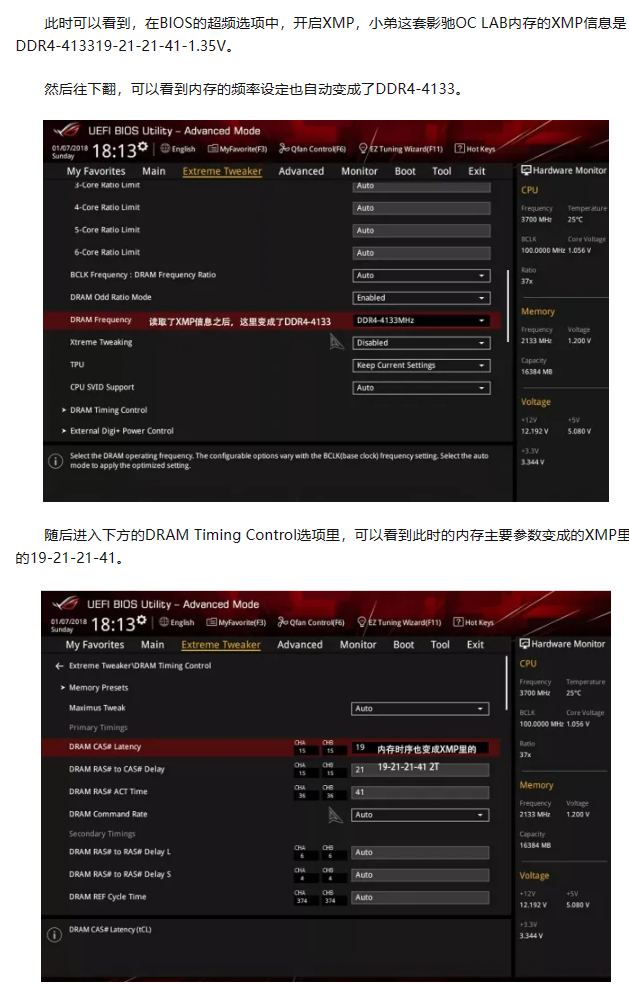 此时可以看到，在BIOS的超频选项中，开启XMP，小弟这套影驰OC LAB内存的XMP信息是
DDR4-413319-21-21-41-1.35V。
然后往下翻，可以看到内存的频率设定也自动变成了DDR4-4133。
UEFI BIOS Utility – Advanced Mode
01/07/2018
Sunday
18:13
English
MyFavorite(F3)
Qfan Control(F6)
EZ Tuning Wizard(F11)
Hot Keys
My Favorites Main Extreme Tweaker Advanced Monitor Boot Tool Exit
3-Core Ratio Limit Auto
4-Core Ratio Limit Auto
5-Core Ratio Limit Auto
6-Core Ratio Limit Auto
BCLK Frequency : DRAM Frequency Ratio Auto
DRAM Odd Ratio Mode Enabled
DRAM Frequency 读取了XMP信息之后，这里变成了DDR4-4133 DDR4-4133MHz
Xtreme Tweaking Disabled
TPU Keep Current Settings
CPU SVID Support Auto
DRAM Timing Control
External Digi+ Power Control
Select the DRAM operating frequency. The configurable options vary with the BCLK(base clock) frequency setting. Select the auto
mode to apply the optimized setting.
Hardware Monitor
CPU
Frequency Temperature
3700 MHz 25°C
BCLK Core Voltage
100.0000 MHz 1.056 V
Ratio
37x
Memory
Frequency Voltage
2133 MHz 1.200 V
Capacity
16384 MB
Voltage
+12V +5V
12.192 V 5.080 V
+3.3V
3.344 V
随后进入下方的DRAM Timing Control选项里，可以看到此时的内存主要参数变成的XMP里
的19-21-21-41。
UEFI BIOS Utility – Advanced Mode
01/07/2018
Sunday
18:13
English
MyFavorite(F3)
Qfan Control(F6)
EZ Tuning Wizard(F11)
Hot Keys
My Favorites Main Extreme Tweaker Advanced Monitor Boot Tool Exit
Extreme Tweaker\DRAM Timing Control
Memory Presets
Maximus Tweak Auto
Primary Timings
DRAM CAS# Latency CHA 15 CHB 15 19 内存时序也变成XMP里的
DRAM RAS# to CAS# Delay CHA 15 CHB 15 21 19-21-21-41 2T
DRAM RAS# ACT Time CHA 36 CHB 36 41
DRAM Command Rate Auto
Secondary Timings
DRAM RAS# to RAS# Delay L CHA 6 CHB 6 Auto
DRAM RAS# to RAS# Delay S CHA 4 CHB 4 Auto
DRAM REF Cycle Time CHA 374 CHB 374 Auto
DRAM CAS# Latency(tCL)
Hardware Monitor
CPU
Frequency Temperature
3700 MHz 25°C
BCLK Core Voltage
100.0000 MHz 1.056 V
Ratio
37x
Memory
Frequency Voltage
2133 MHz 1.200 V
Capacity
16384 MB
Voltage
+12V +5V
12.192 V 5.080 V
+3.3V
3.344 V